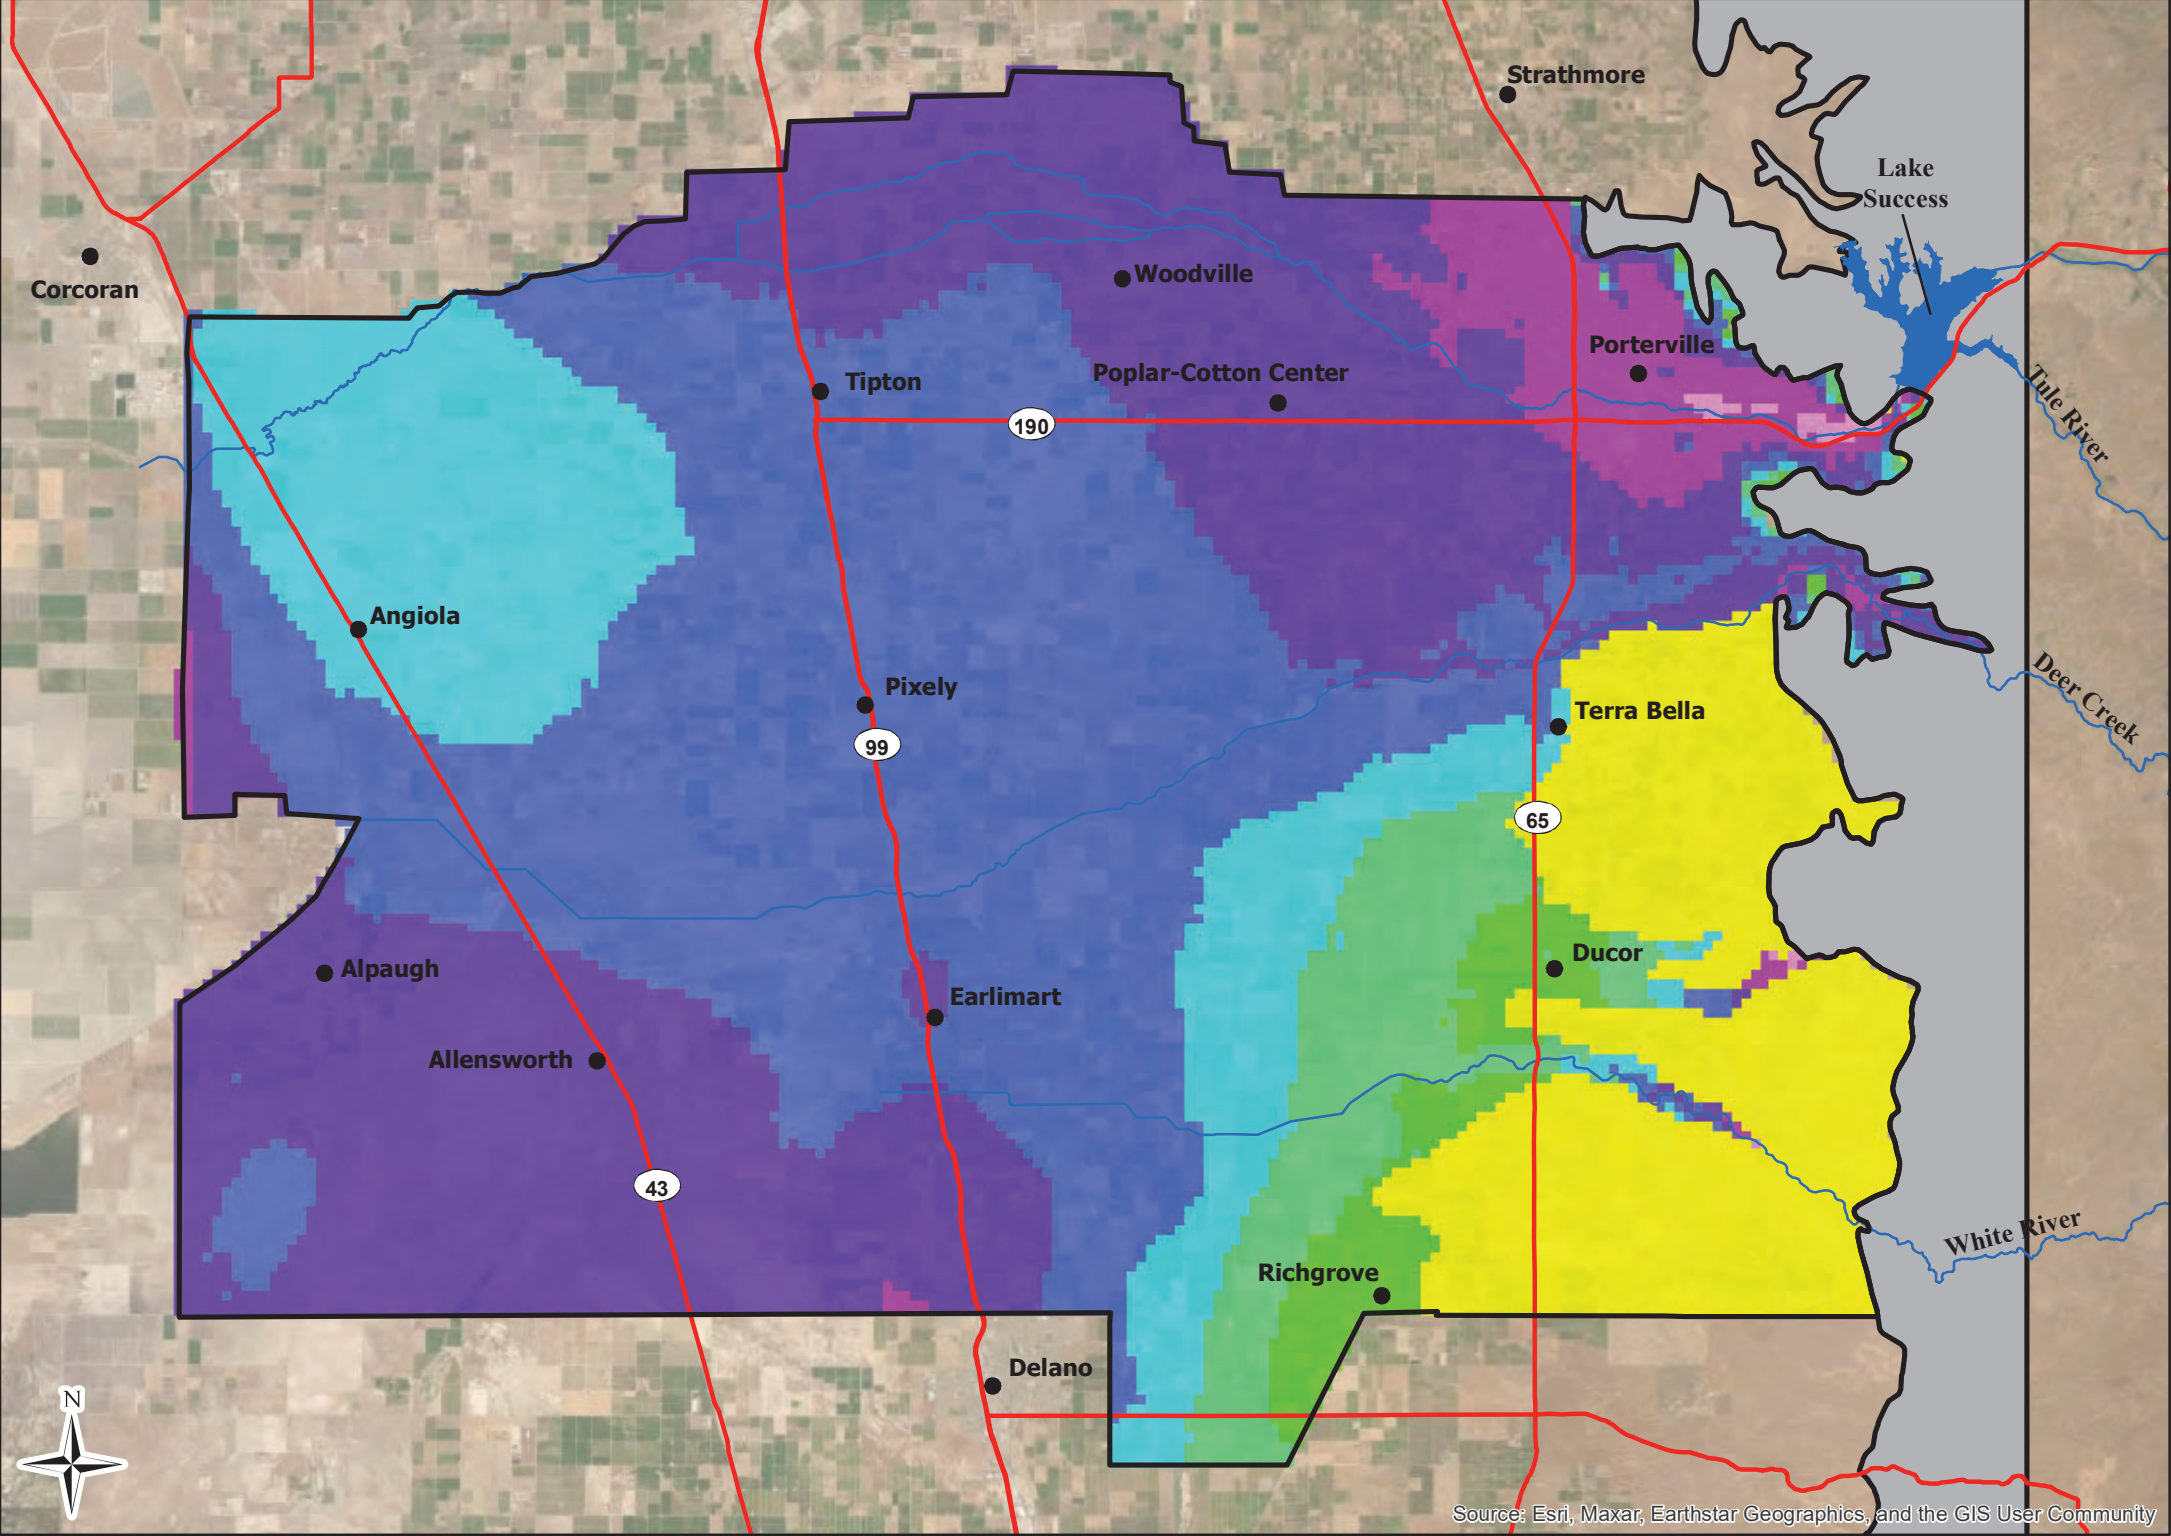 Strathmore
Lake
Success
Corcoran
Woodville
Porterville
Poplar-Cotton Center
Tipton
190
Tule River
Angiola
Deer Creek
Pixely
Terra Bella
99
65
Ducor
Alpaugh
Earlimart
Allensworth
43
White River
Richgrove
Delano
N
Source: Esri, Maxar, Earthstar Geographics, and the GIS User Community